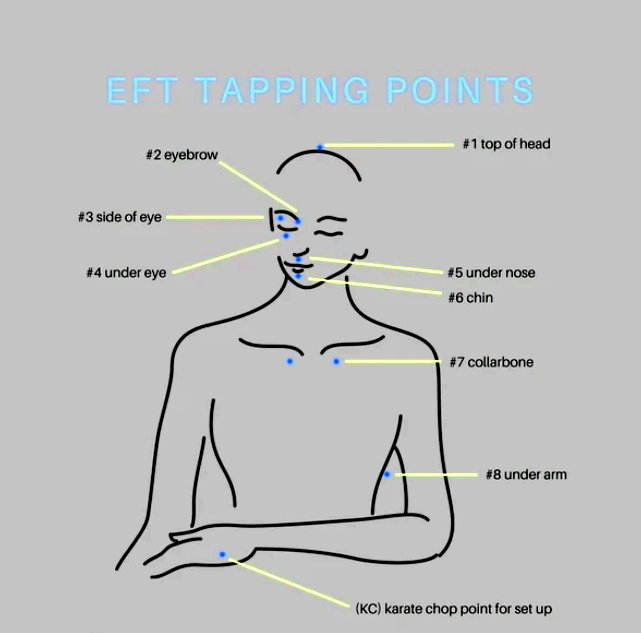 EFT TAPPING POINTS
#1 top of head
#2 eyebrow
#3 side of eye
#4 under eye
#5 under nose
#6 chin
#7 collarbone
#8 under arm
(KC) karate chop point for set up